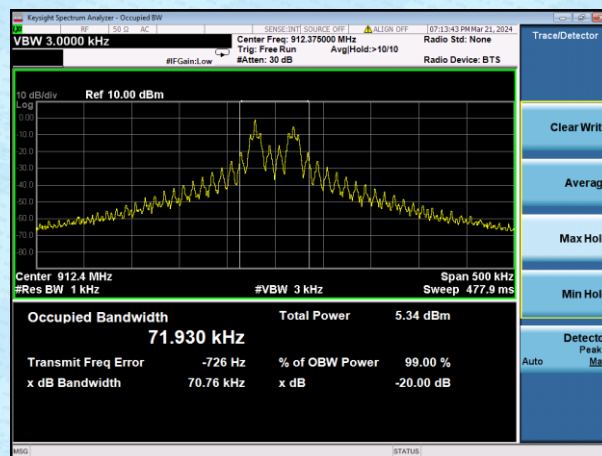 Keysight Spectrum Analyzer - Occupied BW
RF 50 Ω AC SENSE:INT SOURCE OFF ALIGN OFF 07:13:43 PM Mar 21, 2024
VBW 3.0000 kHz
Center Freq: 912.375000 MHz Radio Std: None
Trig: Free Run Avg|Hold:>10/10
#IFGain:Low #Atten: 30 dB Radio Device: BTS
Trace/Detector
10 dB/div Ref 10.00 dBm
Log
0.00
-10.0
-20.0
-30.0
-40.0
-50.0
-60.0
-70.0
-80.0
Center 912.4 MHz Span 500 kHz
#Res BW 1 kHz #VBW 3 kHz Sweep 477.9 ms
Occupied Bandwidth Total Power 5.34 dBm
71.930 kHz
Transmit Freq Error -726 Hz % of OBW Power 99.00 %
x dB Bandwidth 70.76 kHz x dB -20.00 dB
Clear Writ
Averag
Max Hol
Min Hol
Detecto
Peak
Auto Ma
MSG STATUS